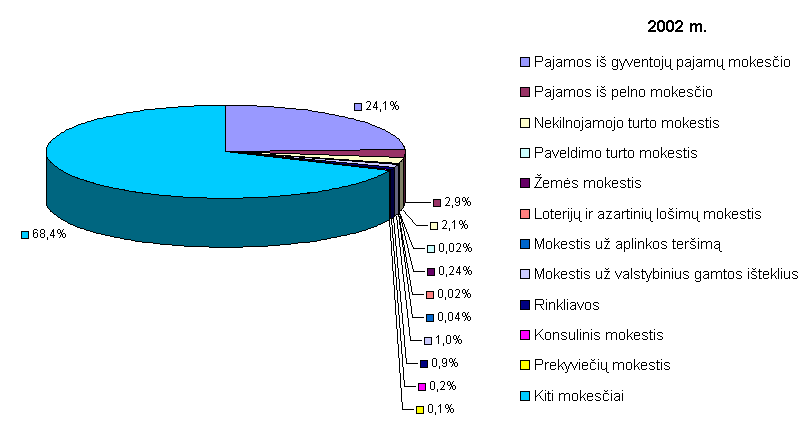 2002 m.
Pajamos iš gyventojų pajamų mokesčio
Pajamos iš pelno mokesčio
Nekilnojamojo turto mokestis
Paveldimo turto mokestis
Žemės mokestis
Loterijų ir azartinių lošimų mokestis
Mokestis už aplinkos teršimą
Mokestis už valstybinius gamtos išteklius
Rinkliavos
Konsulinis mokestis
Prekyviečių mokestis
Kiti mokesčiai
24,1%
2,9%
2,1%
0,02%
0,24%
0,02%
0,04%
1,0%
0,9%
0,2%
0,1%
68,4%